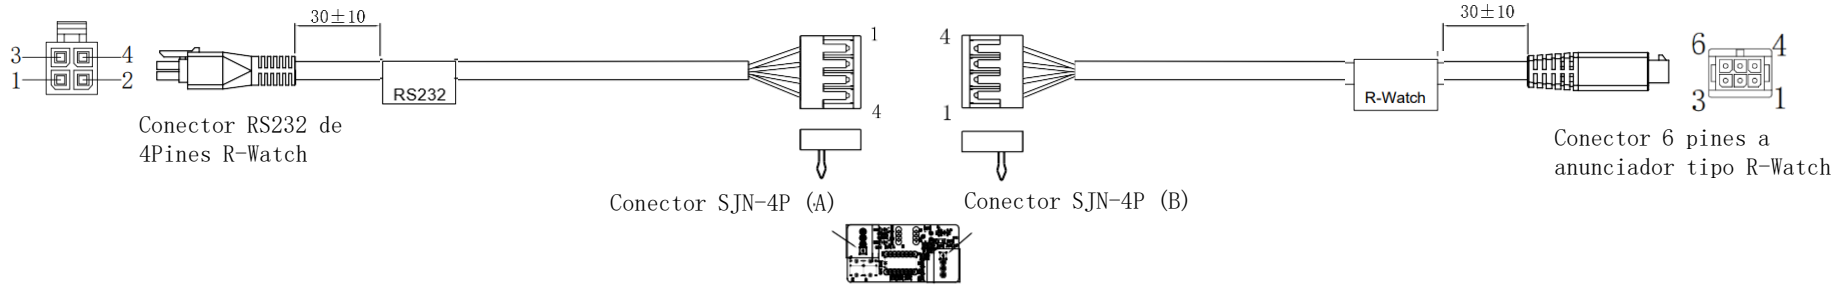 30±10
30±10
3
4
1
2
RS232
1
4
4
1
R-Watch
6
4
3
1
Conector RS232 de
4Pines R-Watch
Conector 6 pines a
anunciador tipo R-Watch
Conector SJN-4P (A)
Conector SJN-4P (B)